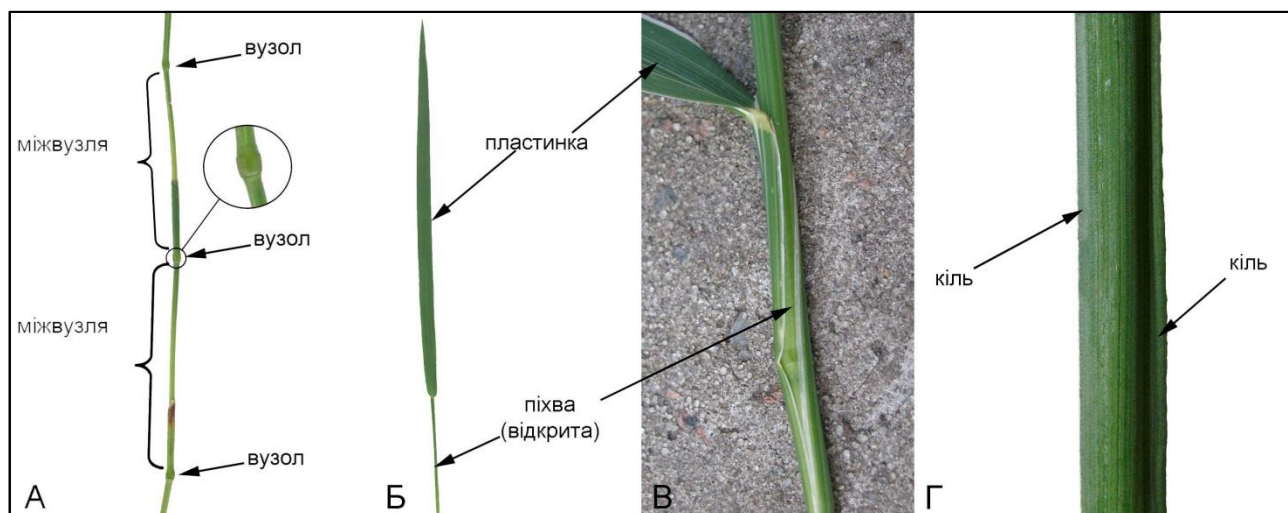 вузол
міжвузля
вузол
міжвузля
вузол
А
пластинка
піхва
(відкрита)
Б
В
кіль
кіль
Г